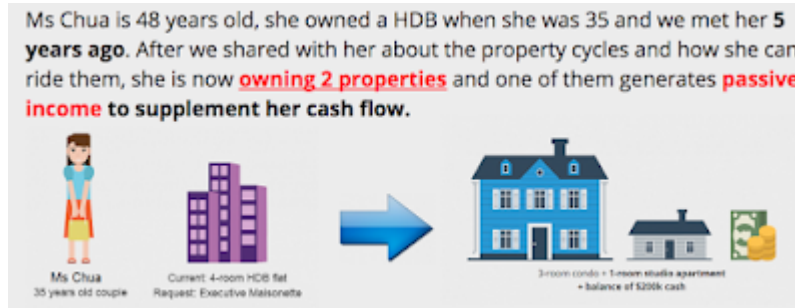 Ms Chua is 48 years old, she owned a HDB when she was 35 and we met her 5
years ago. After we shared with her about the property cycles and how she can
ride them, she is now owning 2 properties and one of them generates passive
income to supplement her cash flow.
Ms Chua
35 years old couple
Current: 4-room HDB flat
Request: Executive Maisonette
3-room condo + 1-room studio apartment
+ balance of $200k cash